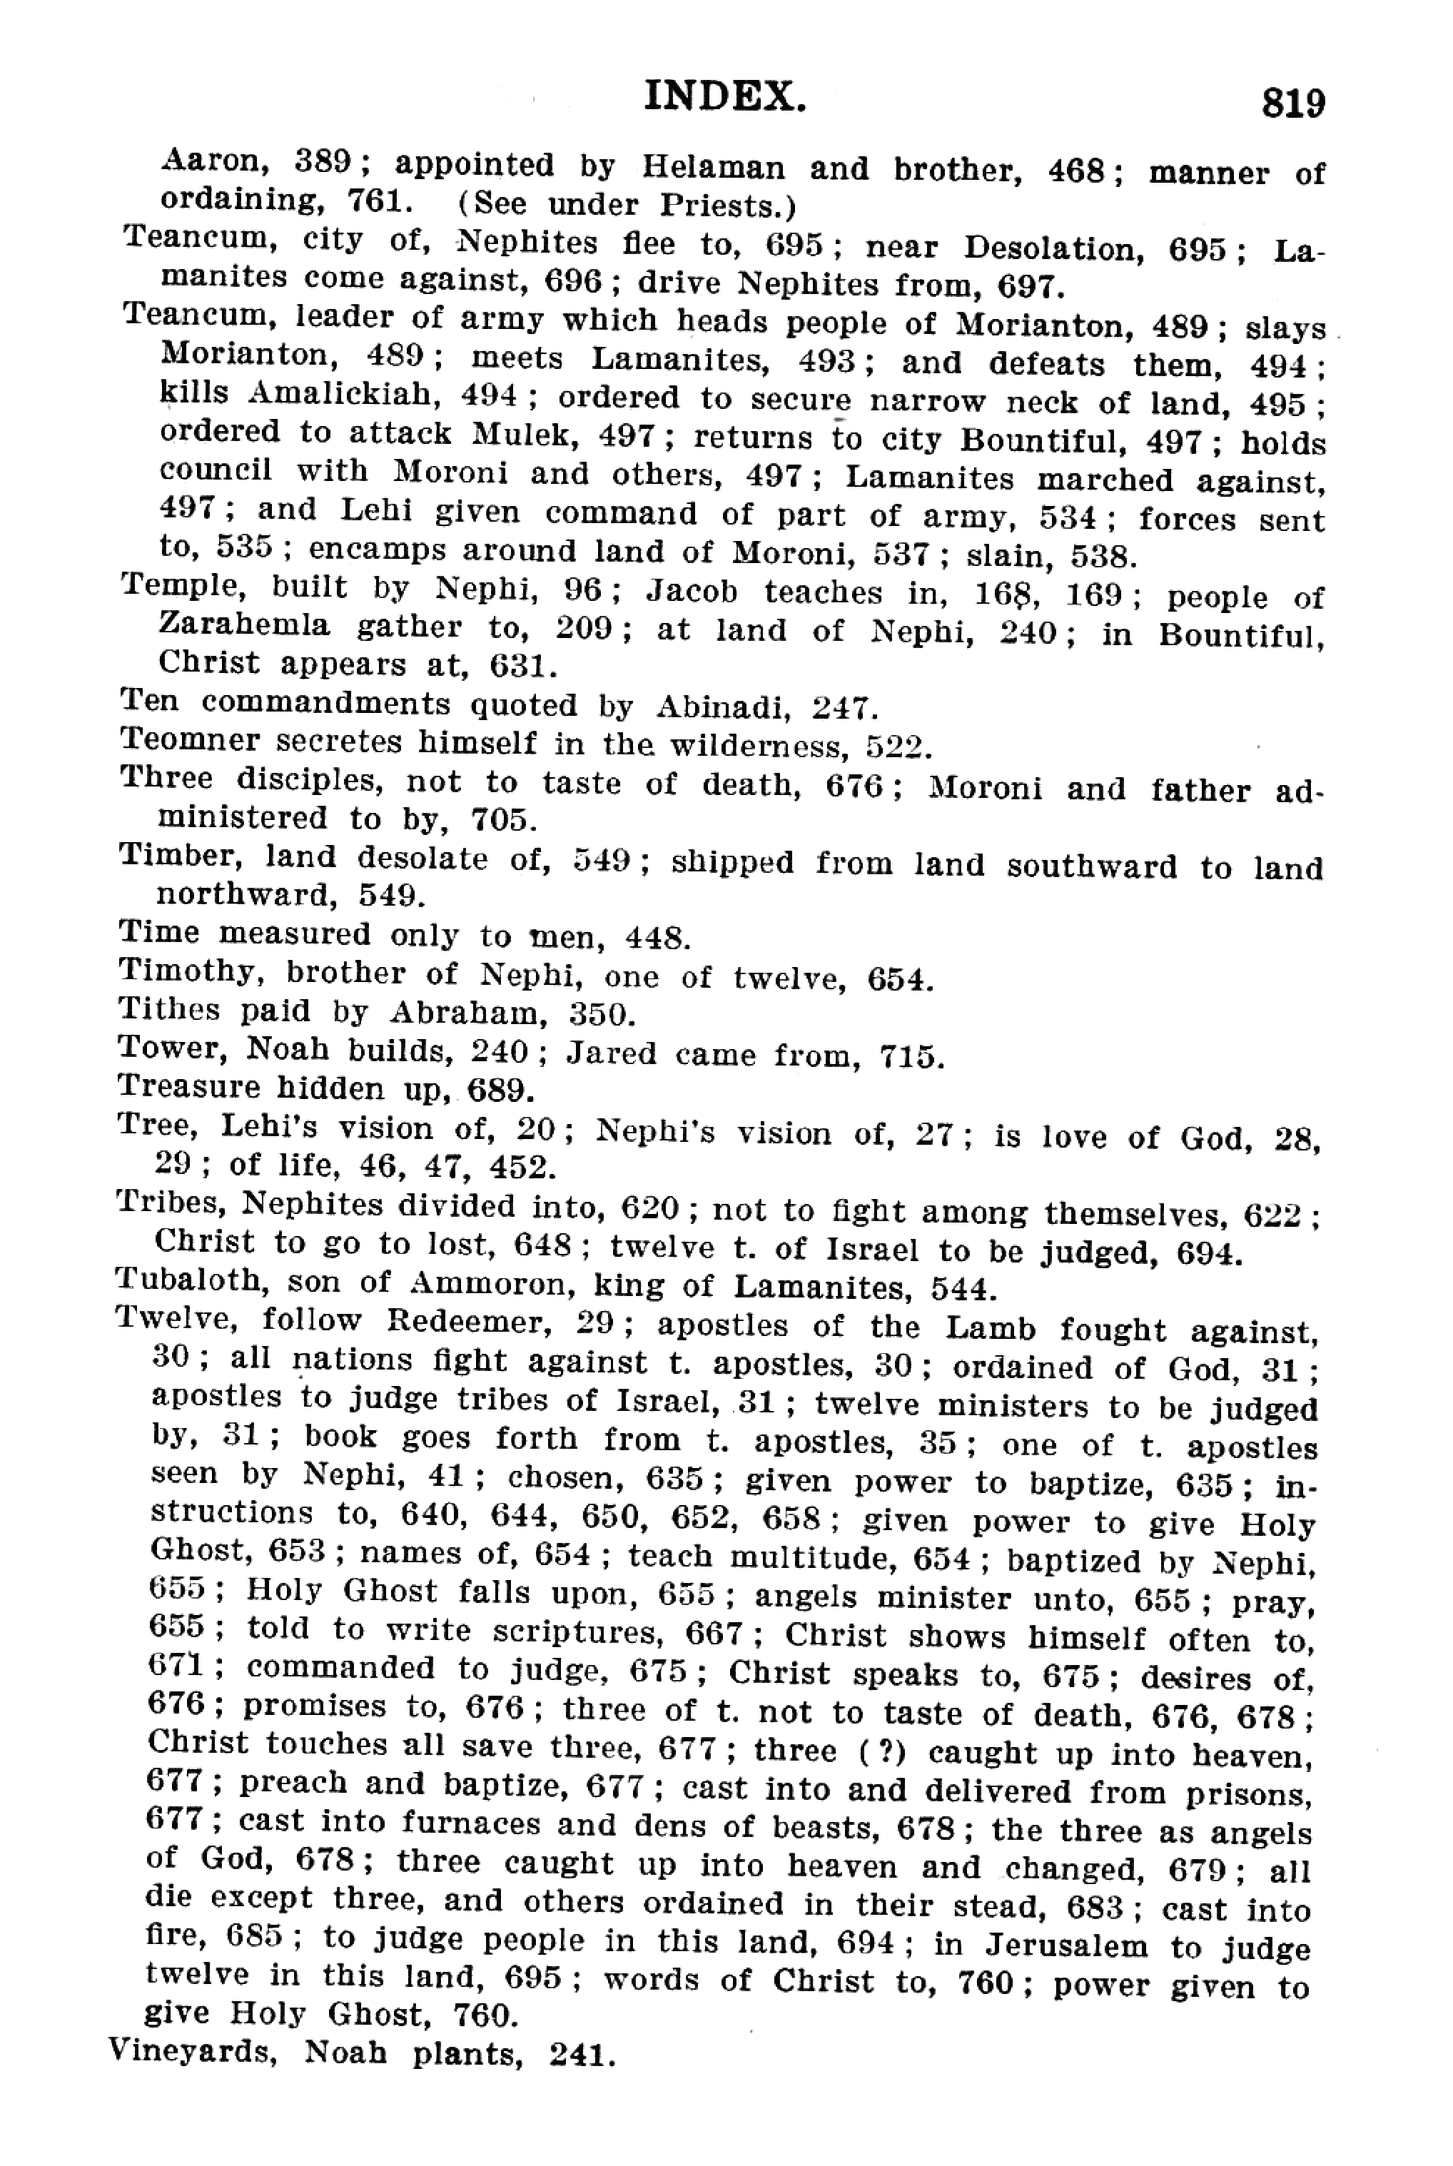 INDEX. 819
Aaron, 389; appointed by Helaman and brother, 468; manner of
ordaining, 761. (See under Priests.)
Teancum, city of, Nephites flee to, 695; near Desolation, 695; La-
manites come against, 696; drive Nephites from, 697.
Teancum, leader of army which heads people of Morianton, 489; slays
Morianton, 489; meets Lamanites, 493; and defeats them, 494;
kills Amalickiah, 494; ordered to secure narrow neck of land, 495;
ordered to attack Mulek, 497; returns to city Bountiful, 497; holds
council with Moroni and others, 497; Lamanites marched against,
497; and Lehi given command of part of army, 534; forces sent
to, 535; encamps around land of Moroni, 537; slain, 538.
Temple, built by Nephi, 96; Jacob teaches in, 168, 169; people of
Zarahemla gather to, 209; at land of Nephi, 240; in Bountiful,
Christ appears at, 631.
Ten commandments quoted by Abinadi, 247.
Teomner secretes himself in the wilderness, 522.
Three disciples, not to taste of death, 676; Moroni and father ad-
ministered to by, 705.
Timber, land desolate of, 549; shipped from land southward to land
northward, 549.
Time measured only to men, 448.
Timothy, brother of Nephi, one of twelve, 654.
Tithes paid by Abraham, 350.
Tower, Noah builds, 240; Jared came from, 715.
Treasure hidden up, 689.
Tree, Lehi's vision of, 20; Nephi's vision of, 27; is love of God, 28,
29; of life, 46, 47, 452.
Tribes, Nephites divided into, 620; not to fight among themselves, 622;
Christ to go to lost, 648; twelve t. of Israel to be judged, 694.
Tubaloth, son of Ammoron, king of Lamanites, 544.
Twelve, follow Redeemer, 29; apostles of the Lamb fought against,
30; all nations fight against t. apostles, 30; ordained of God, 31;
apostles to judge tribes of Israel, 31; twelve ministers to be judged
by, 31; book goes forth from t. apostles, 35; one of t. apostles
seen by Nephi, 41; chosen, 635; given power to baptize, 635; in-
structions to, 640, 644, 650, 652, 658; given power to give Holy
Ghost, 653; names of, 654; teach multitude, 654; baptized by Nephi,
655; Holy Ghost falls upon, 655; angels minister unto, 655; pray,
655; told to write scriptures, 667; Christ shows himself often to,
671; commanded to judge, 675; Christ speaks to, 675; desires of,
676; promises to, 676; three of t. not to taste of death, 676, 678;
Christ touches all save three, 677; three (?) caught up into heaven,
677; preach and baptize, 677; cast into and delivered from prisons,
677; cast into furnaces and dens of beasts, 678; the three as angels
of God, 678; three caught up into heaven and changed, 679; all
die except three, and others ordained in their stead, 683; cast into
fire, 685; to judge people in this land, 694; in Jerusalem to judge
twelve in this land, 695; words of Christ to, 760; power given to
give Holy Ghost, 760.
Vineyards, Noah plants, 241.